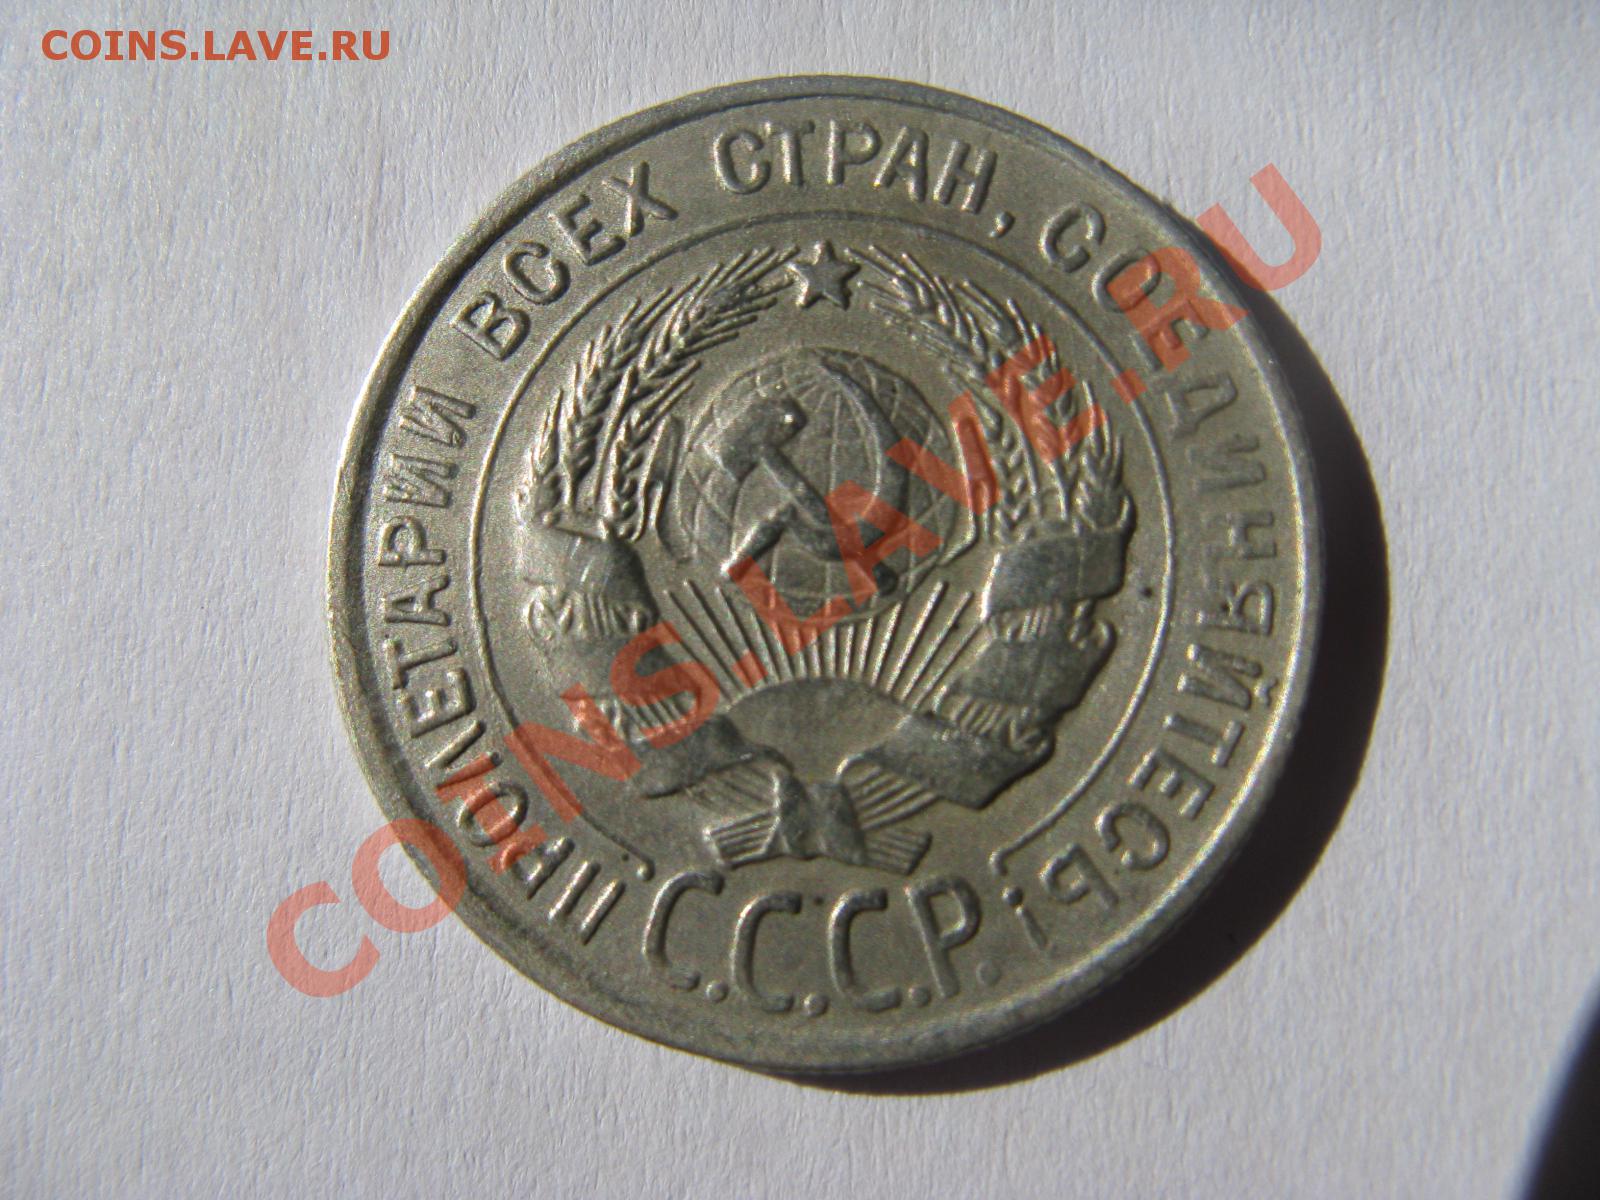 COINS.LAVE.RU
ПРОЛЕТАРИИ ВСЕХ СТРАН, СОЕДИНЯЙТЕСЬ!
С.С.С.Р.
COINS.LAVE.RU